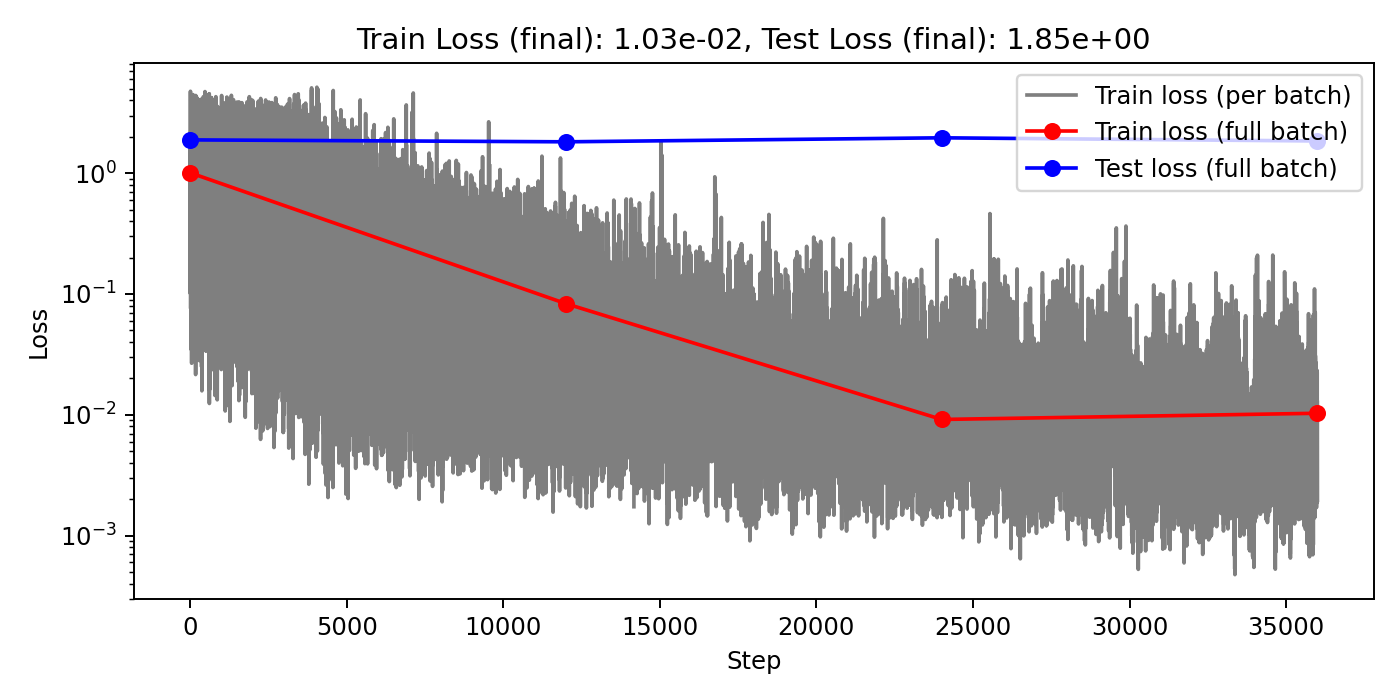 Train Loss (final): 1.03e-02, Test Loss (final): 1.85e+00
Train loss (per batch)
Train loss (full batch)
Test loss (full batch)
Loss
10⁰
10⁻¹
10⁻²
10⁻³
0 5000 10000 15000 20000 25000 30000 35000
Step